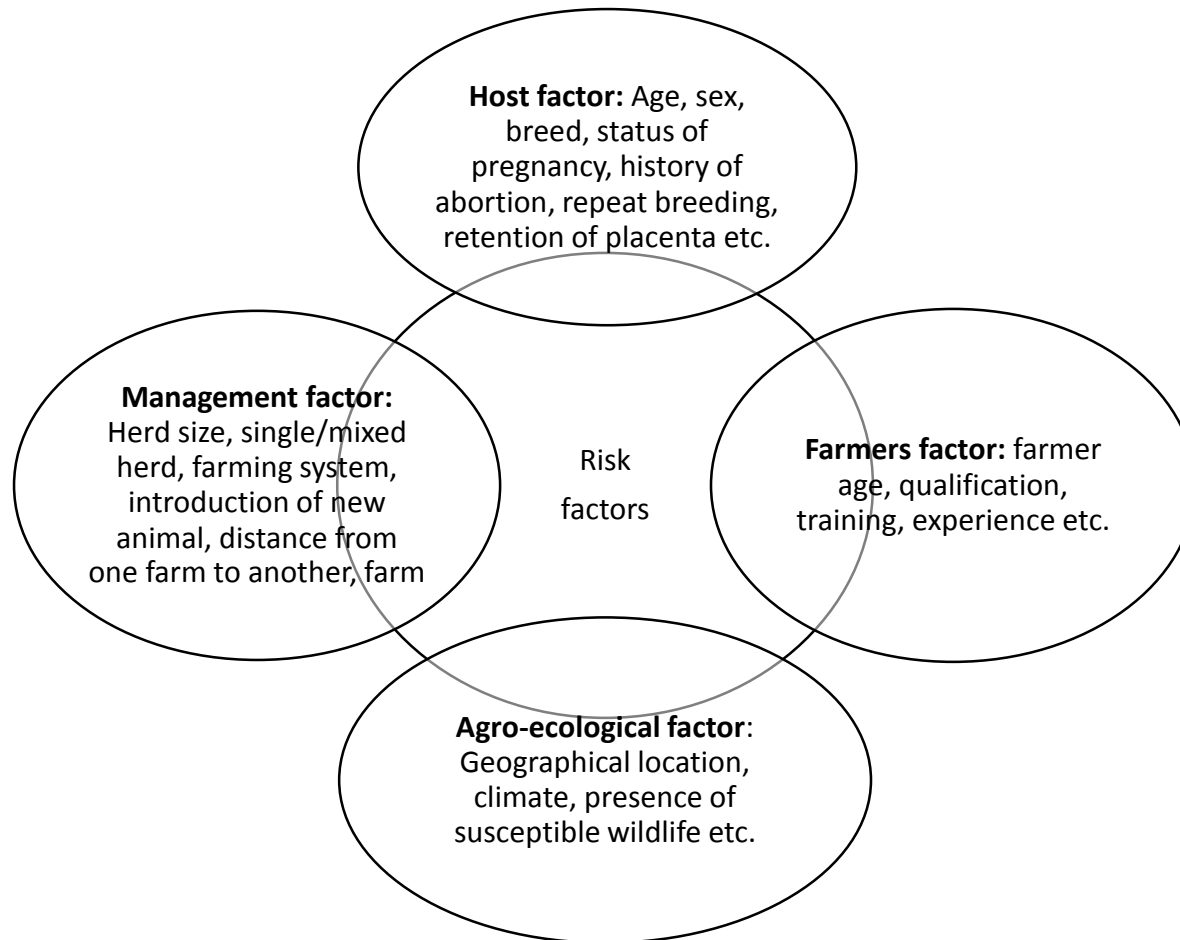 Host factor: Age, sex,
breed, status of
pregnancy, history of
abortion, repeat breeding,
retention of placenta etc.
Management factor:
Herd size, single/mixed
herd, farming system,
introduction of new
animal, distance from
one farm to another, farm
Risk
factors
Farmers factor: farmer
age, qualification,
training, experience etc.
Agro-ecological factor:
Geographical location,
climate, presence of
susceptible wildlife etc.